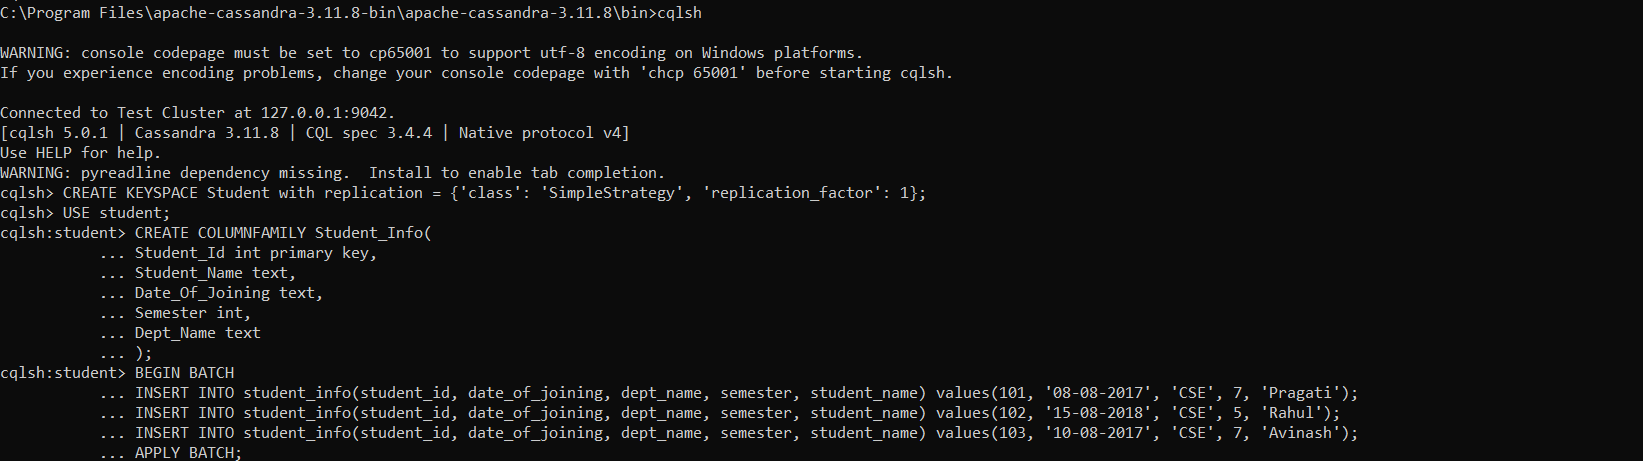 C:\Program Files\apache-cassandra-3.11.8-bin\apache-cassandra-3.11.8\bin>cqlsh
WARNING: console codepage must be set to cp65001 to support utf-8 encoding on Windows platforms.
If you experience encoding problems, change your console codepage with 'chcp 65001' before starting cqlsh.
Connected to Test Cluster at 127.0.0.1:9042.
[cqlsh 5.0.1 | Cassandra 3.11.8 | CQL spec 3.4.4 | Native protocol v4]
Use HELP for help.
WARNING: pyreadline dependency missing.  Install to enable tab completion.
cqlsh> CREATE KEYSPACE Student with replication = {'class': 'SimpleStrategy', 'replication_factor': 1};
cqlsh> USE student;
cqlsh:student> CREATE COLUMNFAMILY Student_Info(
           ... Student_Id int primary key,
           ... Student_Name text,
           ... Date_Of_Joining text,
           ... Semester int,
           ... Dept_Name text
           ... );
cqlsh:student> BEGIN BATCH
           ... INSERT INTO student_info(student_id, date_of_joining, dept_name, semester, student_name) values(101, '08-08-2017', 'CSE', 7, 'Pragati');
           ... INSERT INTO student_info(student_id, date_of_joining, dept_name, semester, student_name) values(102, '15-08-2018', 'CSE', 5, 'Rahul');
           ... INSERT INTO student_info(student_id, date_of_joining, dept_name, semester, student_name) values(103, '10-08-2017', 'CSE', 7, 'Avinash');
           ... APPLY BATCH;